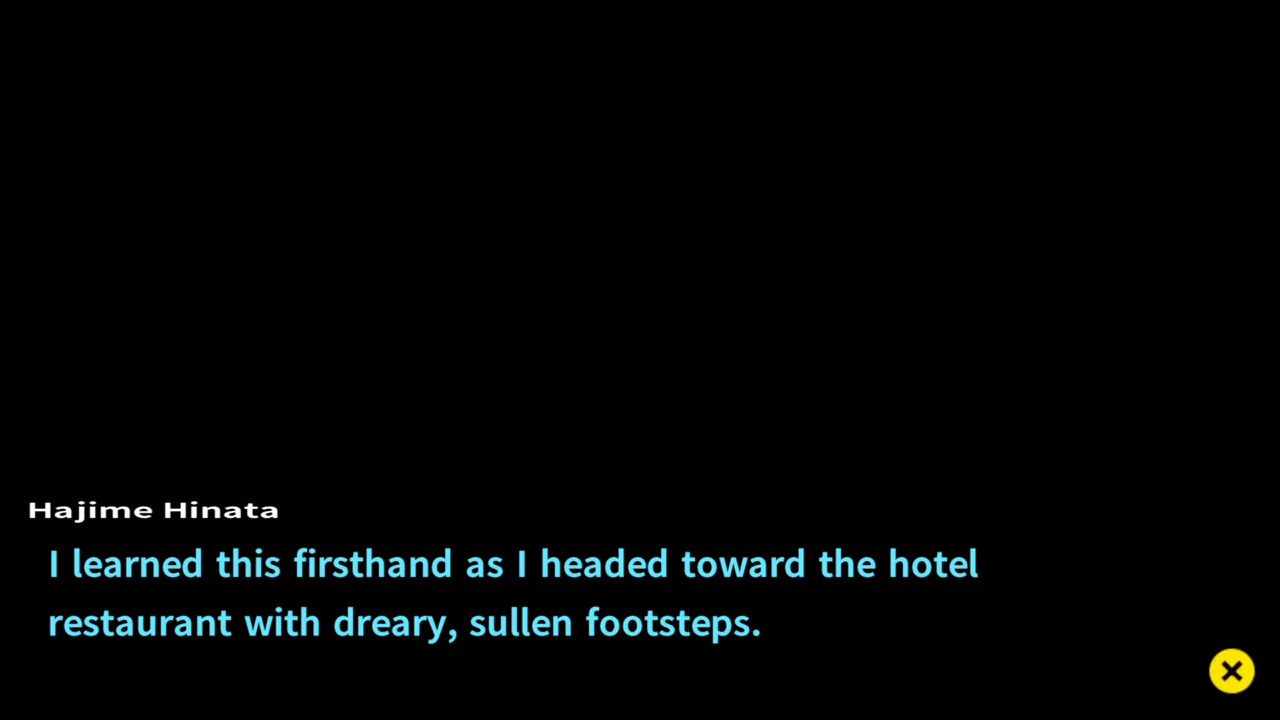 Hajime Hinata
I learned this firsthand as I headed toward the hotel
restaurant with dreary, sullen footsteps.